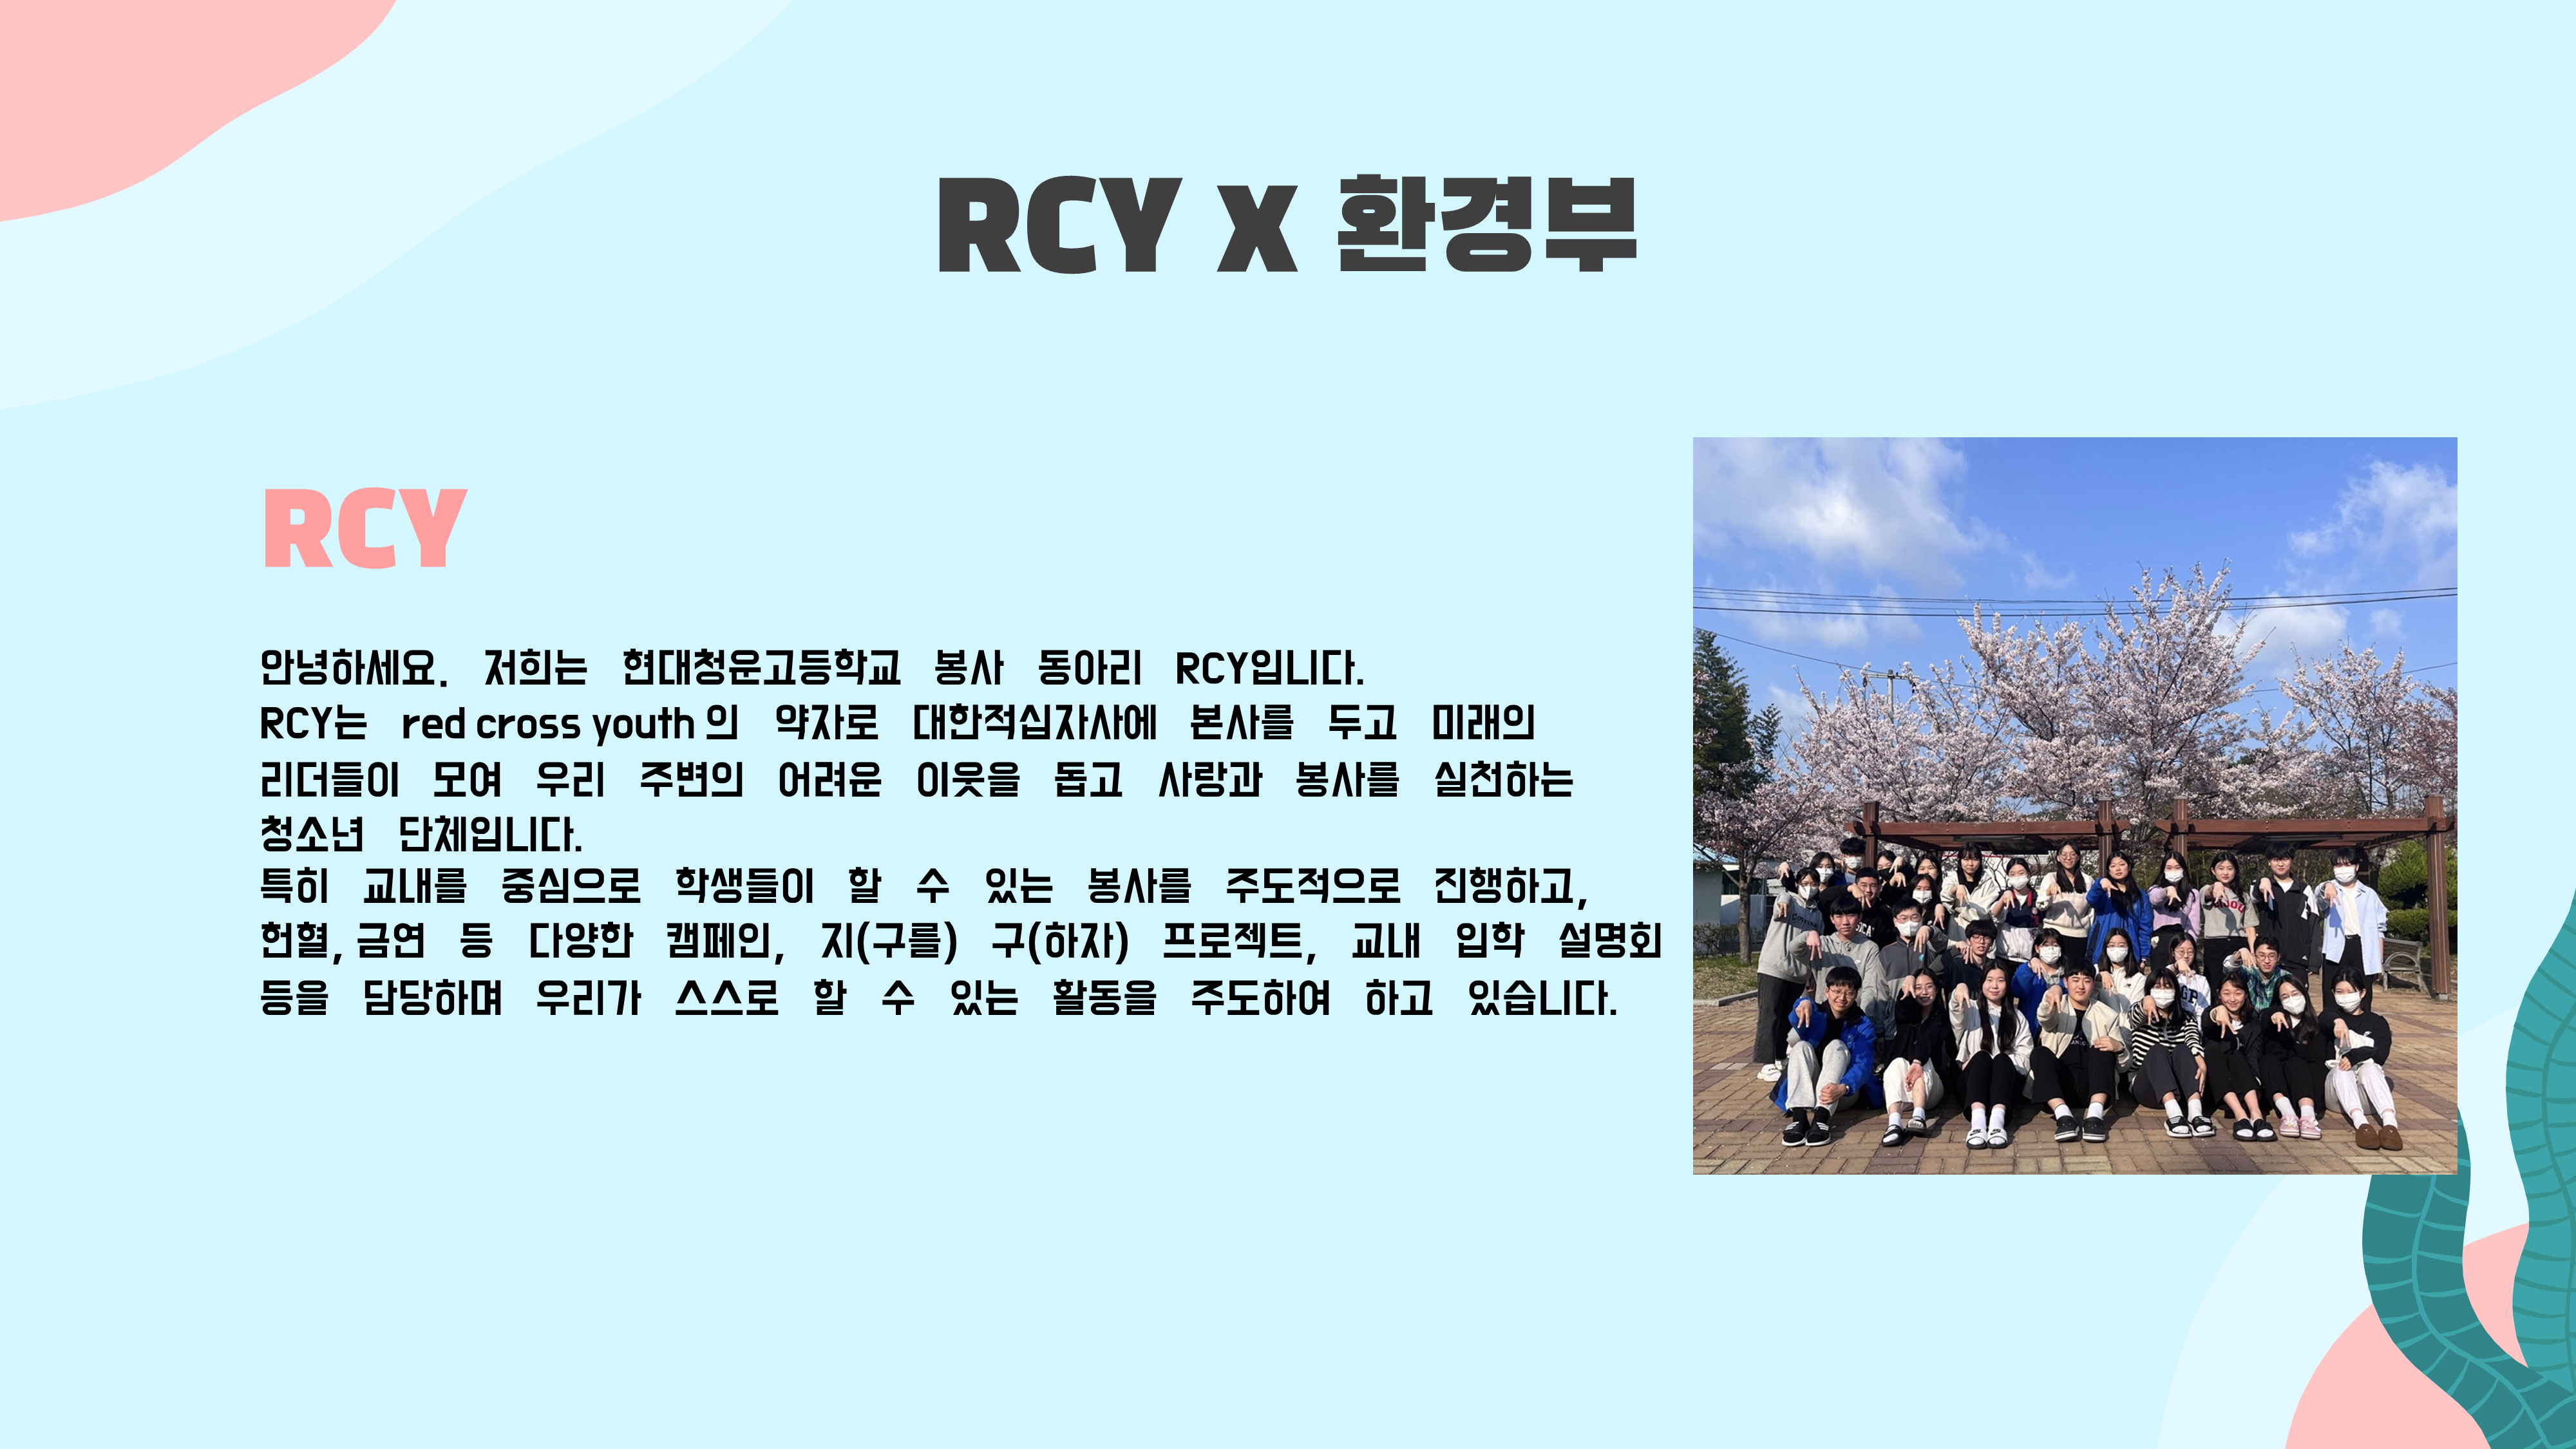 RCY X 환경부
RCY
안녕하세요. 저희는 현대청운고등학교 봉사 동아리 RCY입니다.
RCY는 red cross youth 의 약자로 대한적십자사에 본사를 두고 미래의
리더들이 모여 우리 주변의 어려운 이웃을 돕고 사랑과 봉사를 실천하는
청소년 단체입니다.
특히 교내를 중심으로 학생들이 할 수 있는 봉사를 주도적으로 진행하고,
헌혈, 금연 등 다양한 캠페인, 지(구를) 구(하자) 프로젝트, 교내 입학 설명회
등을 담당하며 우리가 스스로 할 수 있는 활동을 주도하여 하고 있습니다.